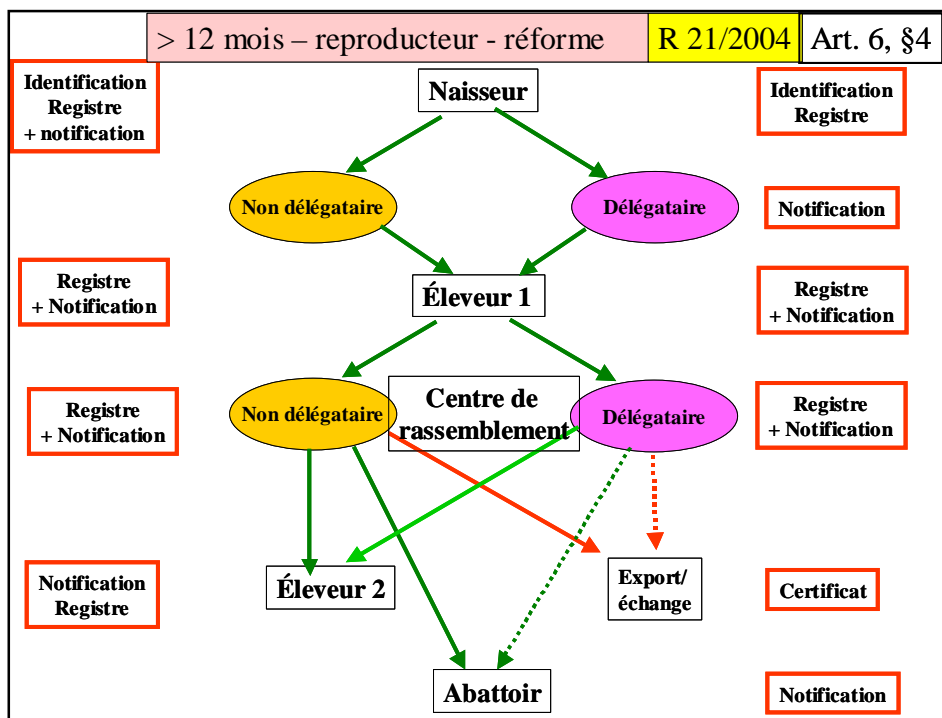 > 12 mois – reproducteur - réforme
R 21/2004
Art. 6, §4
Identification
Registre
+ notification
Naisseur
Identification
Registre
Non délégataire
Délégataire
Notification
Registre
+ Notification
Éleveur 1
Registre
+ Notification
Registre
+ Notification
Non délégataire
Centre de
rassemblement
Délégataire
Registre
+ Notification
Notification
Registre
Éleveur 2
Export/
échange
Certificat
Abattoir
Notification